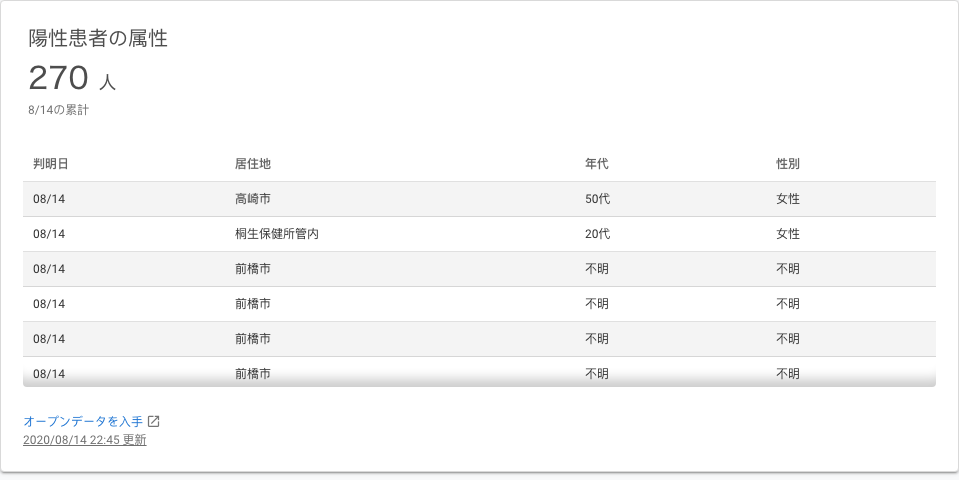 陽性患者の属性
270 人
8/14の累計
判明日 居住地 年代 性別
08/14 高崎市 50代 女性
08/14 桐生保健所管内 20代 女性
08/14 前橋市 不明 不明
08/14 前橋市 不明 不明
08/14 前橋市 不明 不明
08/14 前橋市 不明 不明
オープンデータを入手
2020/08/14 22:45 更新